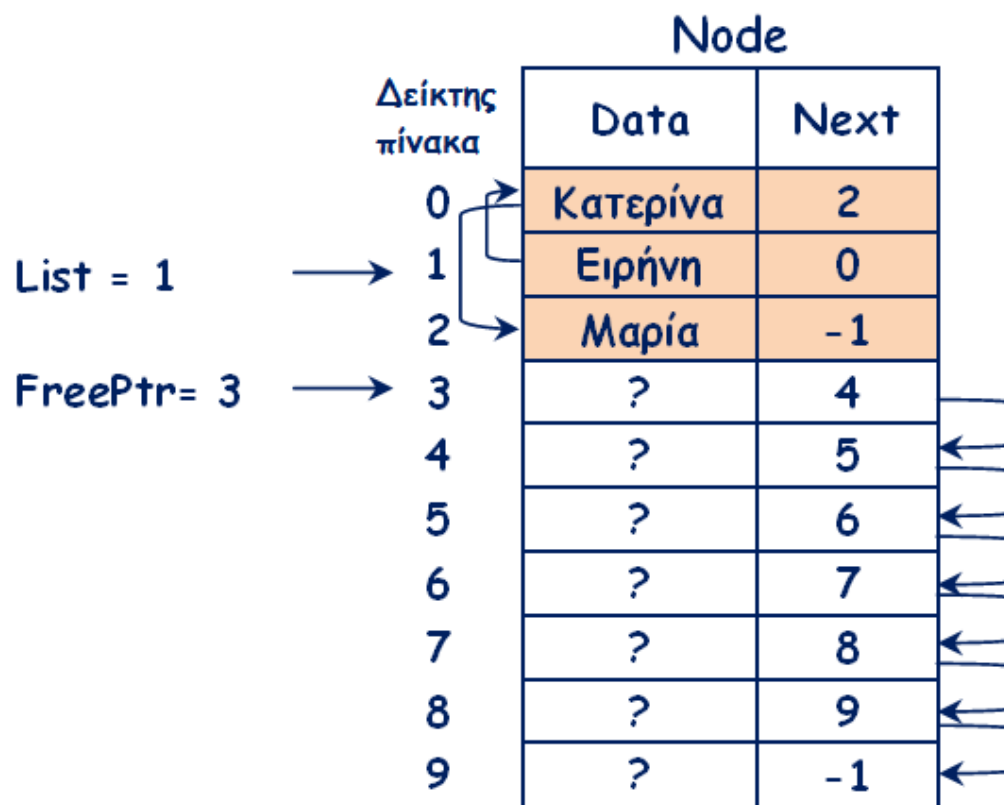 Node
Δείκτης
πίνακα
Data Next
0 Κατερίνα 2
List = 1 1 Ειρήνη 0
2 Μαρία -1
FreePtr= 3 3 ? 4
4 ? 5
5 ? 6
6 ? 7
7 ? 8
8 ? 9
9 ? -1